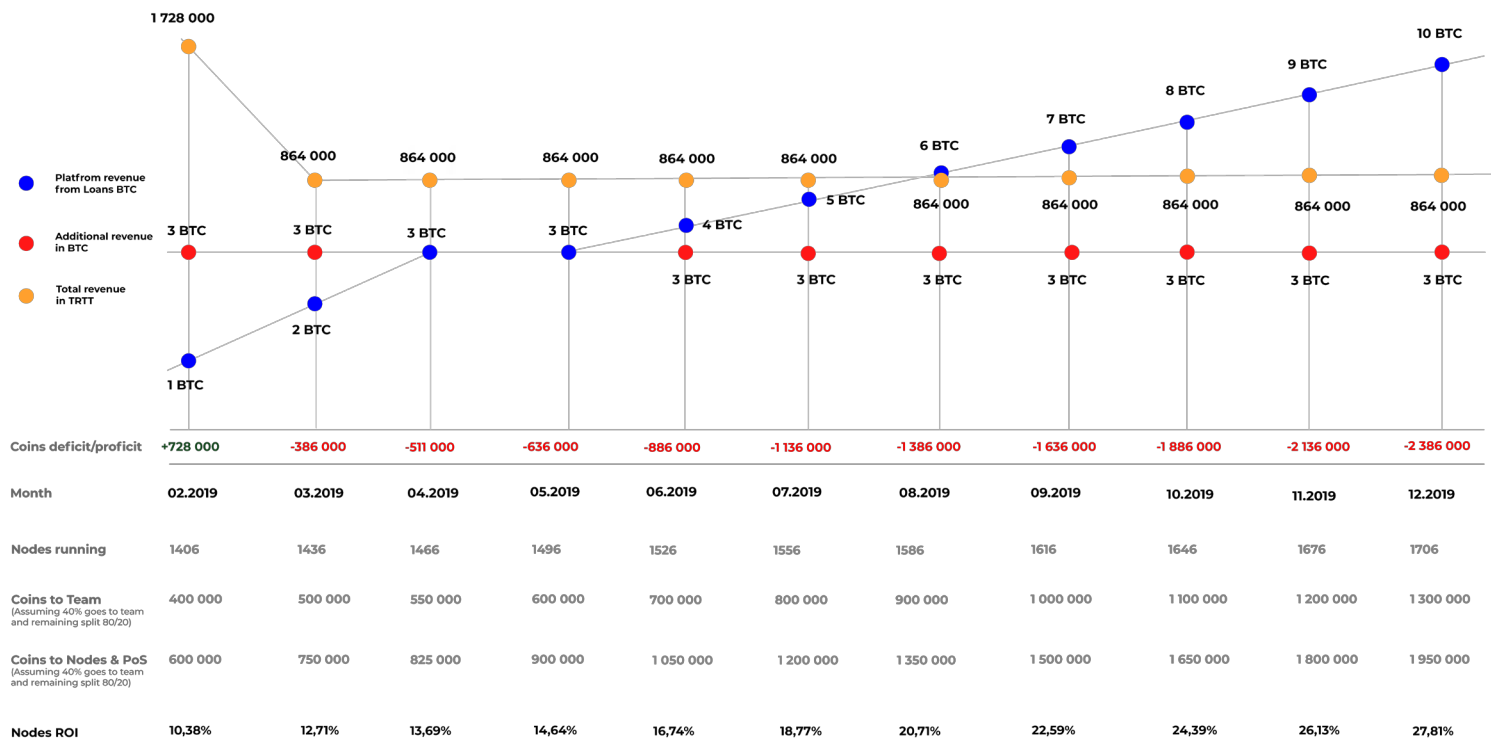 1 728 000
10 BTC
9 BTC
8 BTC
7 BTC
6 BTC
864 000
864 000
864 000
864 000
864 000
Platfrom revenue
from Loans BTC
5 BTC
864 000
864 000
864 000
864 000
864 000
4 BTC
3 BTC
3 BTC
3 BTC
3 BTC
Additional revenue
in BTC
3 BTC
3 BTC
3 BTC
3 BTC
3 BTC
3 BTC
3 BTC
Total revenue
in TRTT
2 BTC
1 BTC
Coins deficit/proficit +728 000 -386 000 -511 000 -636 000 -886 000 -1 136 000 -1 386 000 -1 636 000 -1 886 000 -2 136 000 -2 386 000
Month 02.2019 03.2019 04.2019 05.2019 06.2019 07.2019 08.2019 09.2019 10.2019 11.2019 12.2019
Nodes running 1406 1436 1466 1496 1526 1556 1586 1616 1646 1676 1706
Coins to Team 400 000 500 000 550 000 600 000 700 000 800 000 900 000 1 000 000 1 100 000 1 200 000 1 300 000
(Assuming 40% goes to team
and remaining split 80/20)
Coins to Nodes & PoS 600 000 750 000 825 000 900 000 1 050 000 1 200 000 1 350 000 1 500 000 1 650 000 1 800 000 1 950 000
(Assuming 40% goes to team
and remaining split 80/20)
Nodes ROI 10,38% 12,71% 13,69% 14,64% 16,74% 18,77% 20,71% 22,59% 24,39% 26,13% 27,81%